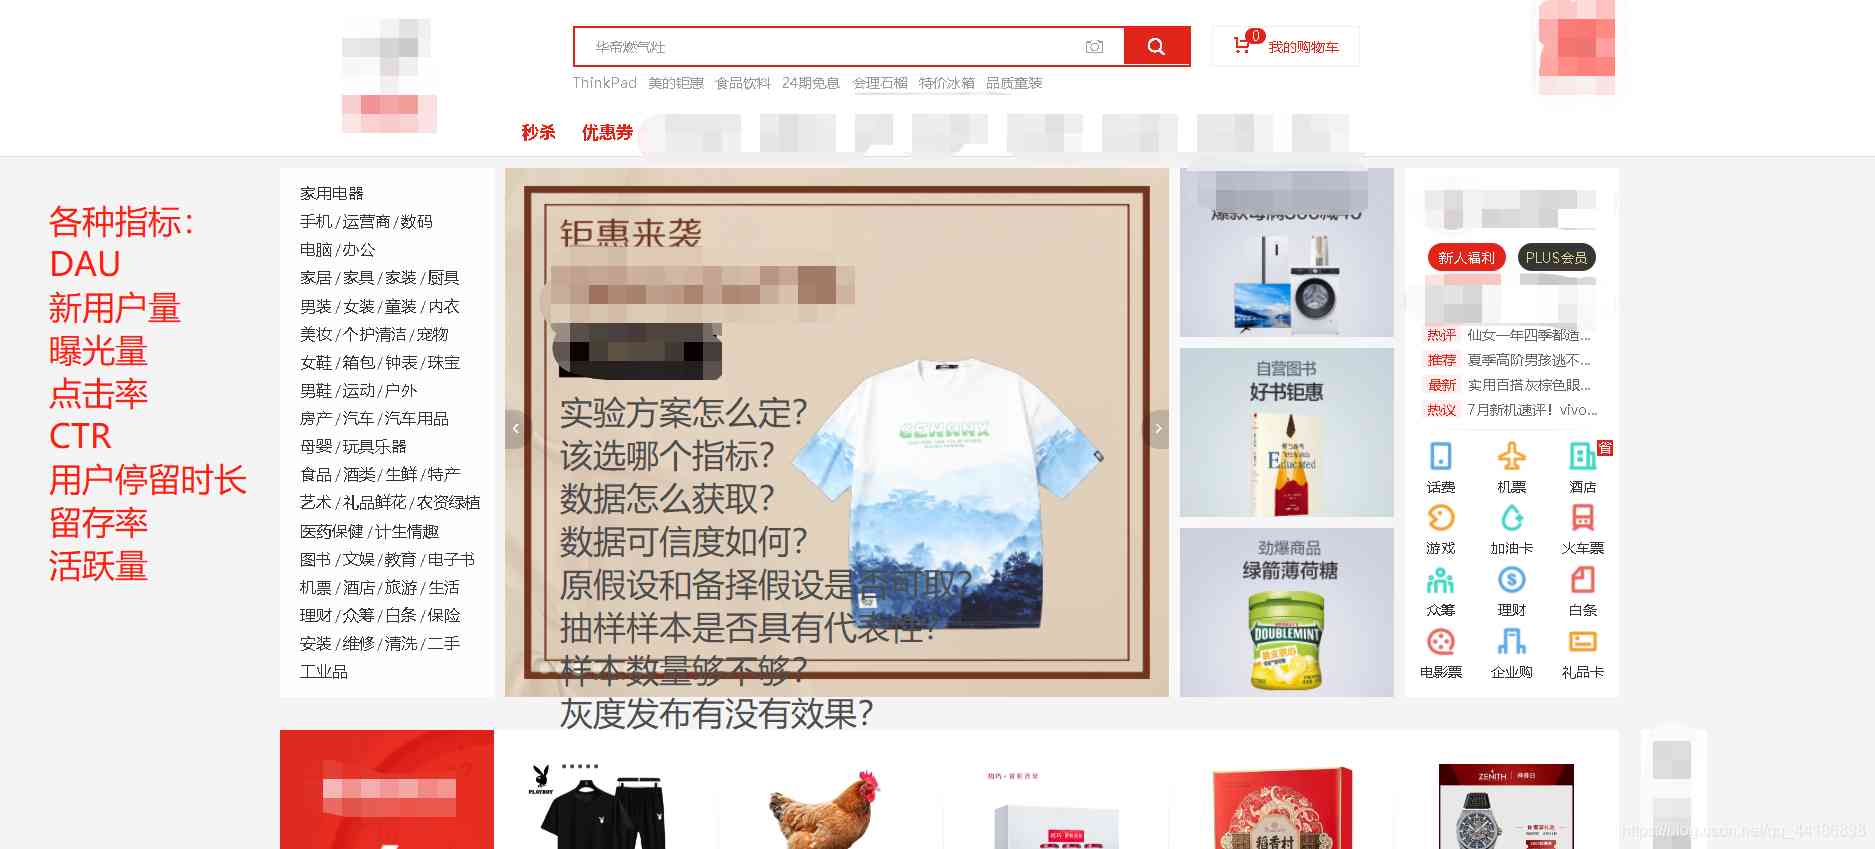 华帝燃气灶
0
我的购物车
ThinkPad 美的钜惠 食品饮料 24期免息 会理石榴 特价冰箱 品质童装
秒杀 优惠券
各种指标：
DAU
新用户量
曝光量
点击率
CTR
用户停留时长
留存率
活跃量
家用电器
手机 / 运营商 / 数码
电脑 / 办公
家居 / 家具 / 家装 / 厨具
男装 / 女装 / 童装 / 内衣
美妆 / 个护清洁 / 宠物
女鞋 / 箱包 / 钟表 / 珠宝
男鞋 / 运动 / 户外
房产 / 汽车 / 汽车用品
母婴 / 玩具乐器
食品 / 酒类 / 生鲜 / 特产
艺术 / 礼品鲜花 / 农资绿植
医药保健 / 计生情趣
图书 / 文娱 / 教育 / 电子书
机票 / 酒店 / 旅游 / 生活
理财 / 众筹 / 白条 / 保险
安装 / 维修 / 清洗 / 二手
工业品
钜惠来袭
实验方案怎么定？
该选哪个指标？
数据怎么获取？
数据可信度如何？
原假设和备择假设是否可取？
抽样样本是否具有代表性？
样本数量够不够？
灰度发布有没有效果？
自营图书
好书钜惠
Educated
劲爆商品
绿箭薄荷糖
DOUBLEMINT
新人福利 PLUS会员
热评 仙女一年四季都造...
推荐 夏季高阶男孩逃不...
最新 实用百搭灰棕色眼...
热议 7月新机速评！vivo...
省
话费 机票 酒店
游戏 加油卡 火车票
众筹 理财 白条
电影票 企业购 礼品卡
PLAYBOY
稻香村
ZENITH
https://blog.csdn.net/qq_44186838